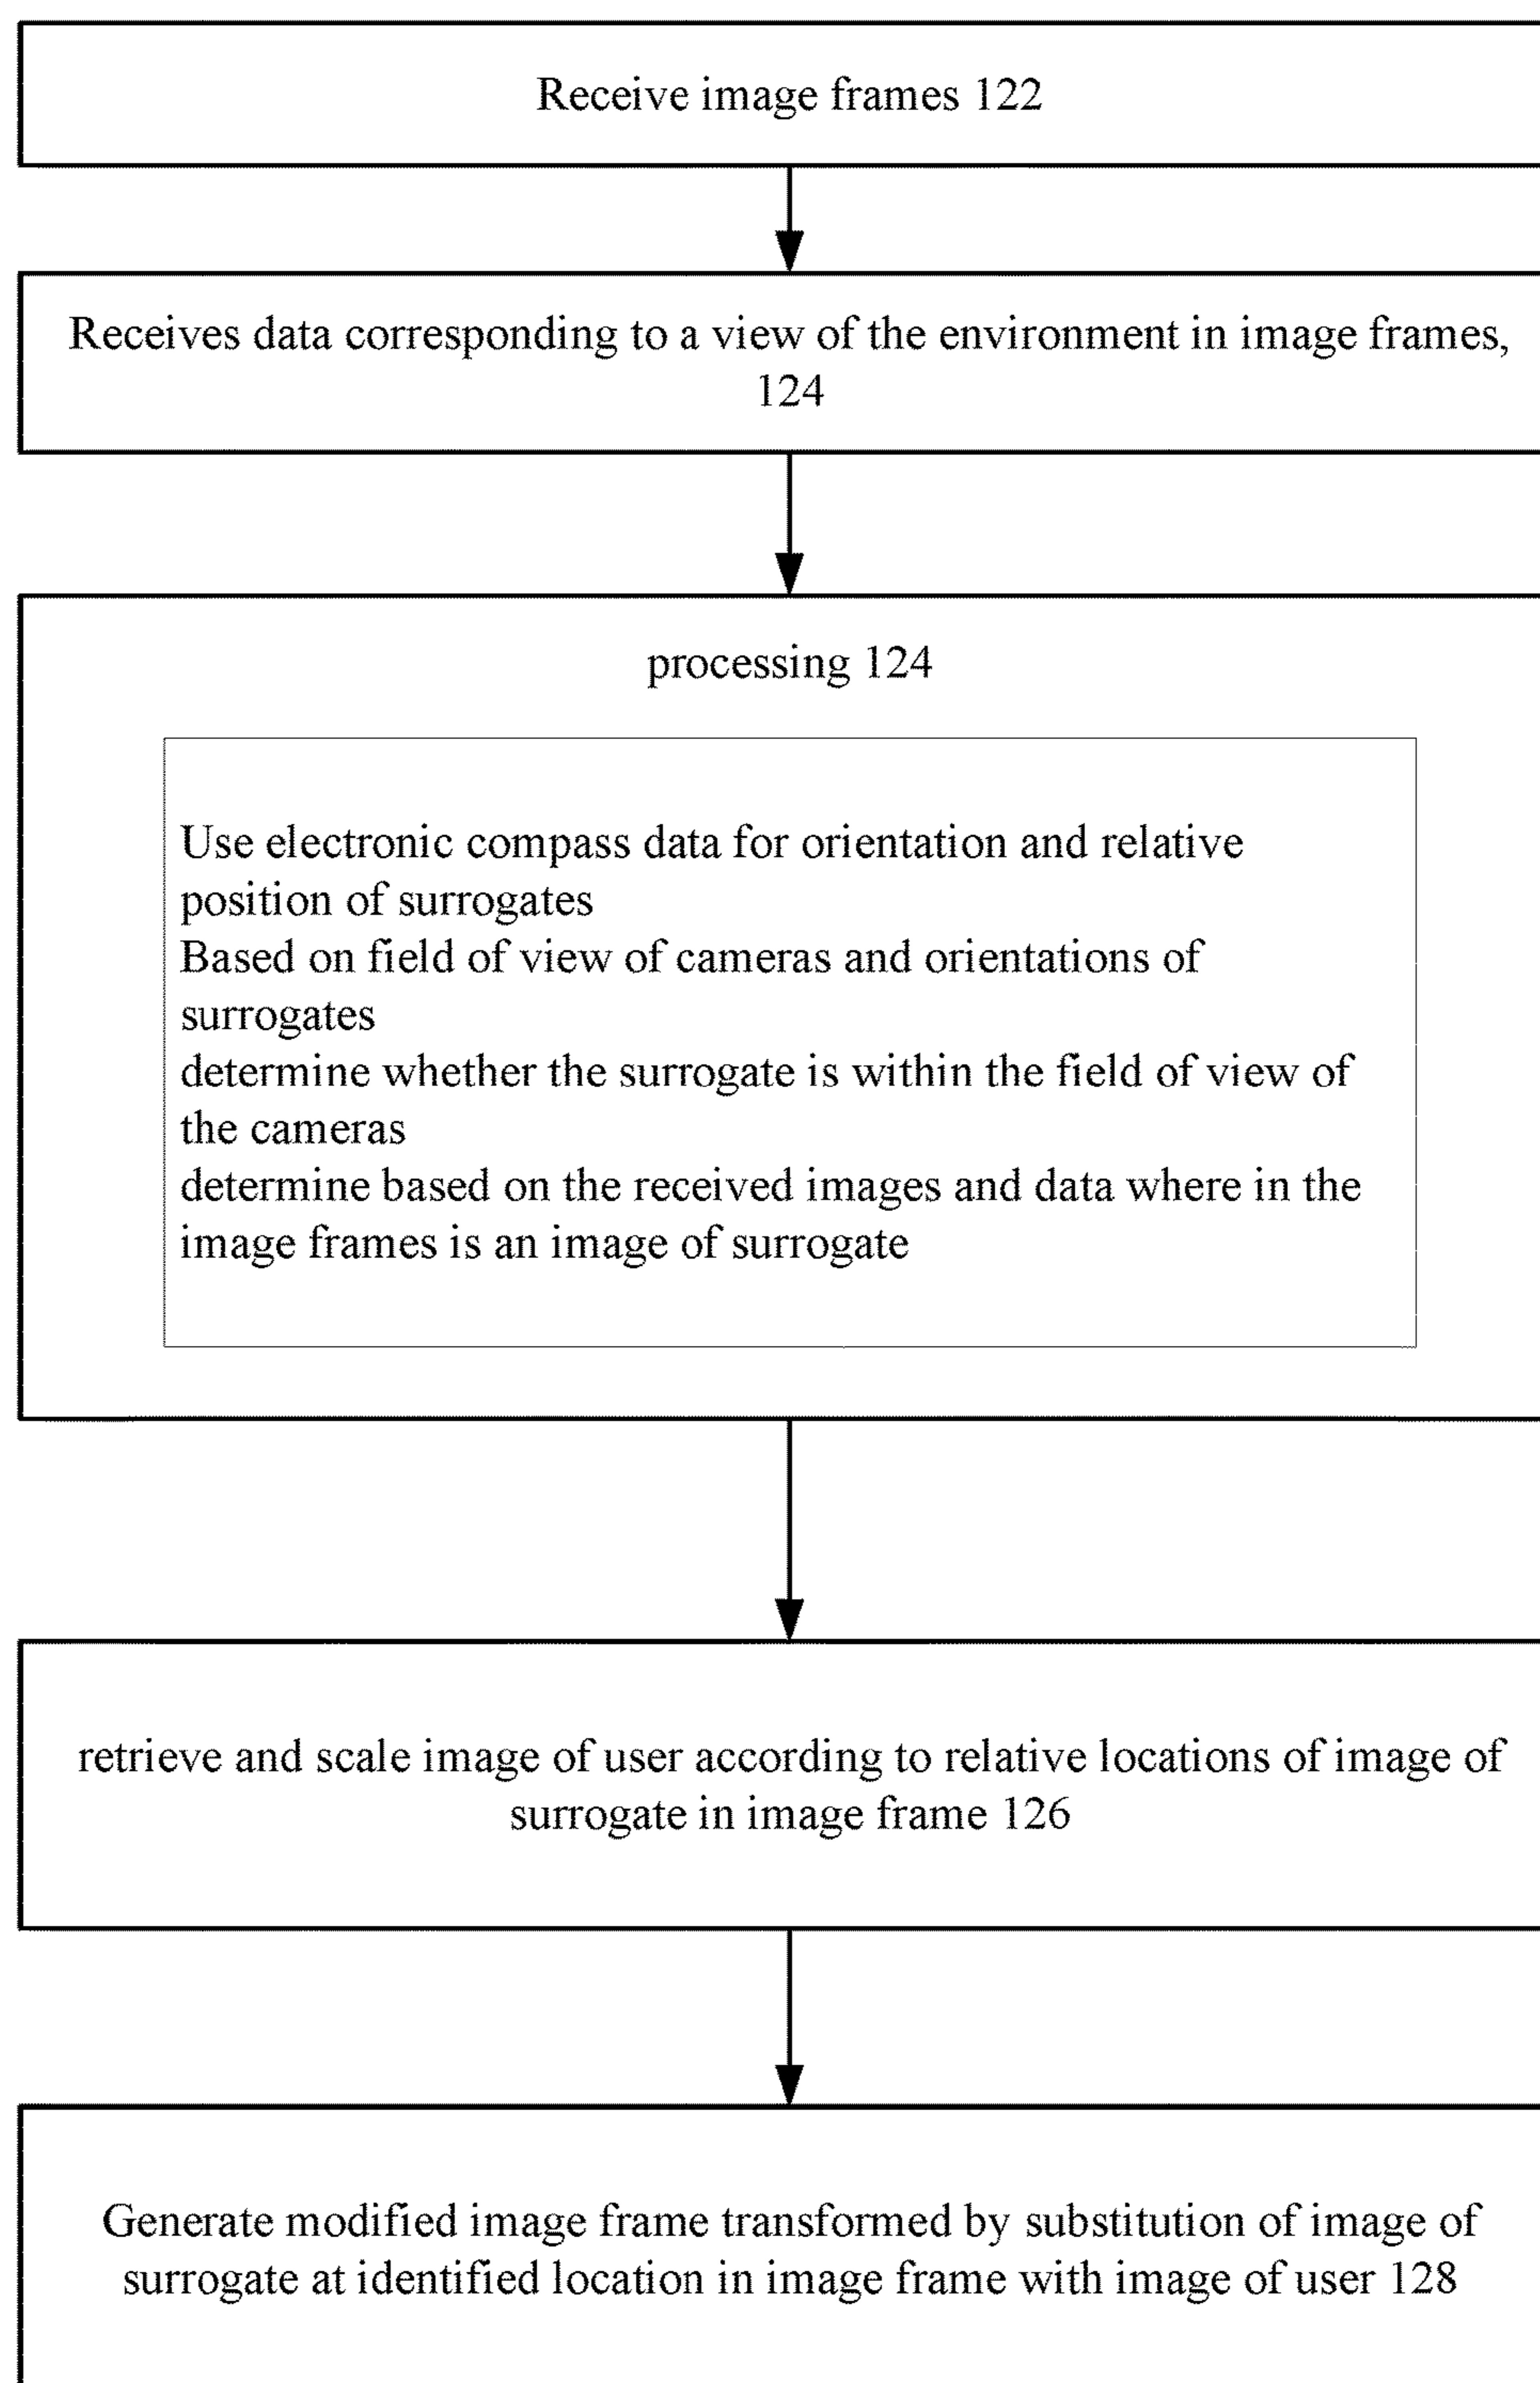 Receive image frames 122
Receives data corresponding to a view of the environment in image frames,
124
processing 124
Use electronic compass data for orientation and relative
position of surrogates
Based on field of view of cameras and orientations of
surrogates
determine whether the surrogate is within the field of view of
the cameras
determine based on the received images and data where in the
image frames is an image of surrogate
retrieve and scale image of user according to relative locations of image of
surrogate in image frame 126
Generate modified image frame transformed by substitution of image of
surrogate at identified location in image frame with image of user 128